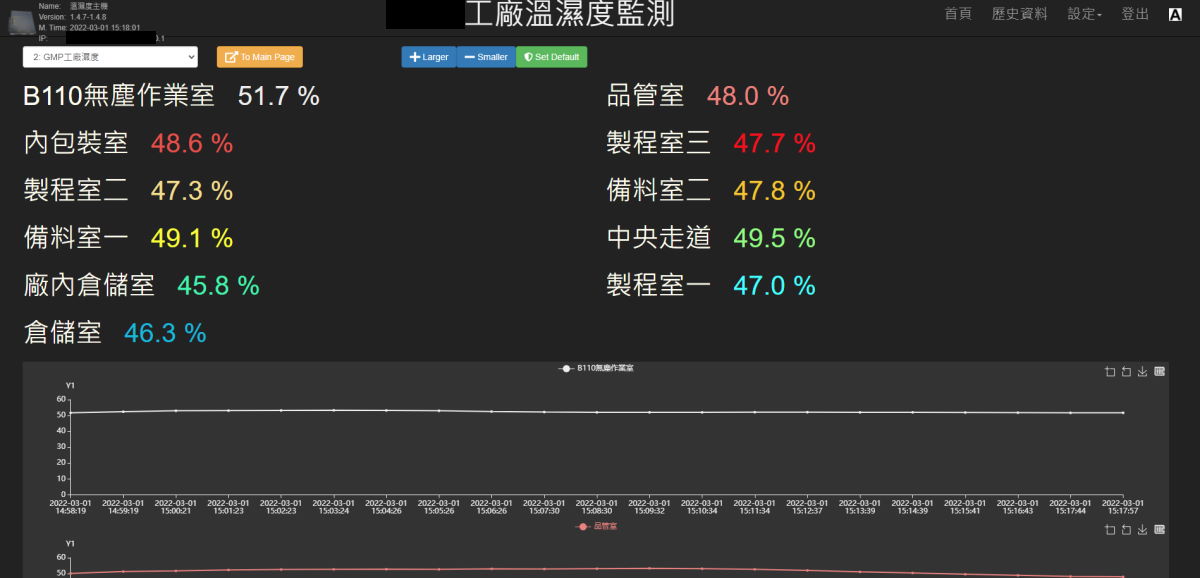 Name: 溫濕度主機
Version: 1.4.7-1.4.8
M. Time: 2022-03-01 15:18:01
IP: 0.1
工廠溫濕度監測
首頁 歷史資料 設定 登出 A
2: GMP工廠濕度 To Main Page Larger Smaller Set Default
B110無塵作業室 51.7 % 品管室 48.0 %
內包裝室 48.6 % 製程室三 47.7 %
製程室二 47.3 % 備料室二 47.8 %
備料室一 49.1 % 中央走道 49.5 %
廠內倉儲室 45.8 % 製程室一 47.0 %
倉儲室 46.3 %
B110無塵作業室
Y1
60
50
40
30
20
10
0
2022-03-01 2022-03-01 2022-03-01 2022-03-01 2022-03-01 2022-03-01 2022-03-01 2022-03-01 2022-03-01 2022-03-01 2022-03-01 2022-03-01 2022-03-01 2022-03-01 2022-03-01 2022-03-01 2022-03-01 2022-03-01 2022-03-01 2022-03-01 2022-03-01
14:58:19 14:59:19 15:00:21 15:01:23 15:02:23 15:03:24 15:04:26 15:05:26 15:06:26 15:07:30 15:08:30 15:09:32 15:10:34 15:11:34 15:12:37 15:13:39 15:14:39 15:15:41 15:16:43 15:17:44 15:17:57
品管室
Y1
60
50